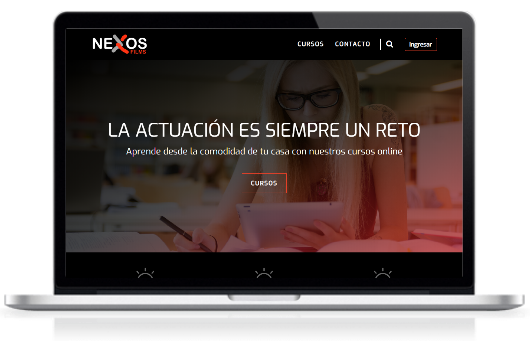 NEXOS
FILMS
CURSOS CONTACTO Ingresar
LA ACTUACIÓN ES SIEMPRE UN RETO
Aprende desde la comodidad de tu casa con nuestros cursos online
CURSOS